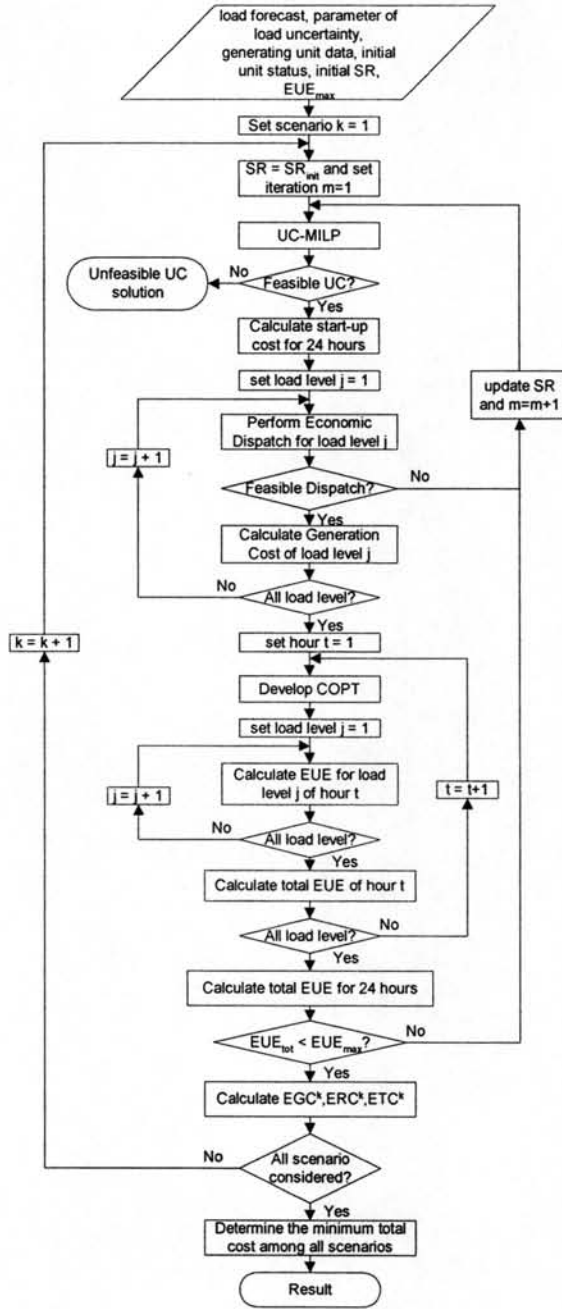 load forecast, parameter of
load uncertainty,
generating unit data, initial
unit status, initial SR,
EUEmax
Set scenario k = 1
SR = SRinit and set
iteration m=1
UC-MILP
Unfeasible UC
solution
No
Feasible UC?
Yes
Calculate start-up
cost for 24 hours
set load level j = 1
update SR
and m=m+1
Perform Economic
Dispatch for load level j
j = j + 1
Feasible Dispatch?
No
Yes
Calculate Generation
Cost of load level j
No
All load level?
Yes
k = k + 1
set hour t = 1
Develop COPT
set load level j = 1
Calculate EUE for load
level j of hour t
j = j + 1
t = t+1
No
All load level?
Yes
Calculate total EUE of hour t
No
All load level?
Yes
Calculate total EUE for 24 hours
EUEtot < EUEmax?
No
Yes
Calculate EGCk,ERCk,ETCk
No
All scenario
considered?
Yes
Determine the minimum total
cost among all scenarios
Result